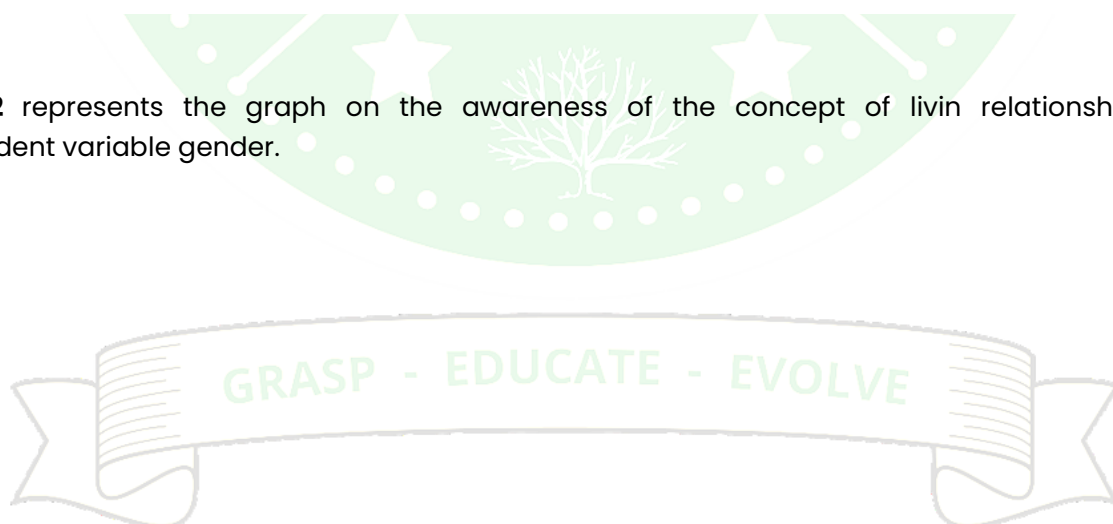 2 represents the graph on the awareness of the concept of livin relationsh
dent variable gender.
GRASP - EDUCATE - EVOLVE